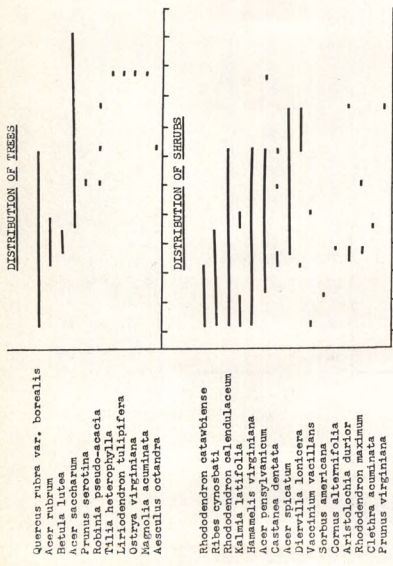 DISTRIBUTION OF TREES
Quercus rubra var. borealis
Acer rubrum
Betula lutea
Acer saccharum
Prunus serotina
Robinia pseudo-acacia
Tilia heterophylla
Liriodendron tulipifera
Ostrya virginiana
Magnolia acuminata
Aesculus octandra
DISTRIBUTION OF SHRUBS
Rhododendron catawbiense
Ribes cynosbati
Rhododendron calendulaceum
Kalmia latifolia
Hamamelis virginiana
Acer pensylvanicum
Castanea dentata
Acer spicatum
Diervilla lonicera
Vaccinium vacillans
Sorbus americana
Cornus alternifolia
Aristolochia durior
Rhododendron maximum
Clethra acuminata
Prunus virginiana